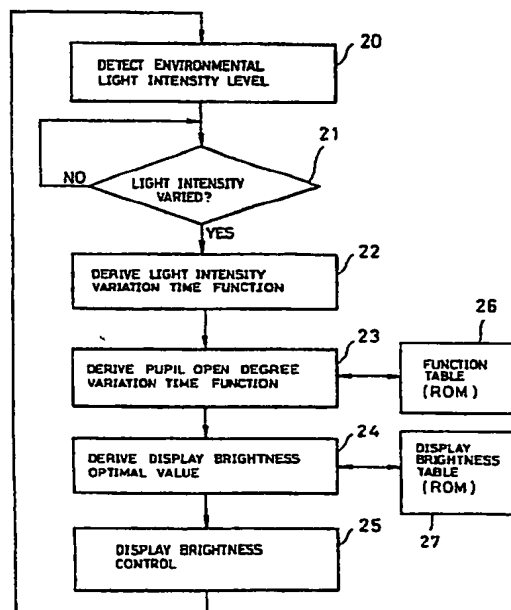 20
DETECT ENVIRONMENTAL
LIGHT INTENSITY LEVEL
21
LIGHT INTENSITY
VARIED?
NO
YES
22
DERIVE LIGHT INTENSITY
VARIATION TIME FUNCTION
23
DERIVE PUPIL OPEN DEGREE
VARIATION TIME FUNCTION
26
FUNCTION
TABLE
(ROM)
24
DERIVE DISPLAY BRIGHTNESS
OPTIMAL VALUE
DISPLAY
BRIGHTNESS
TABLE
(ROM)
27
25
DISPLAY BRIGHTNESS
CONTROL